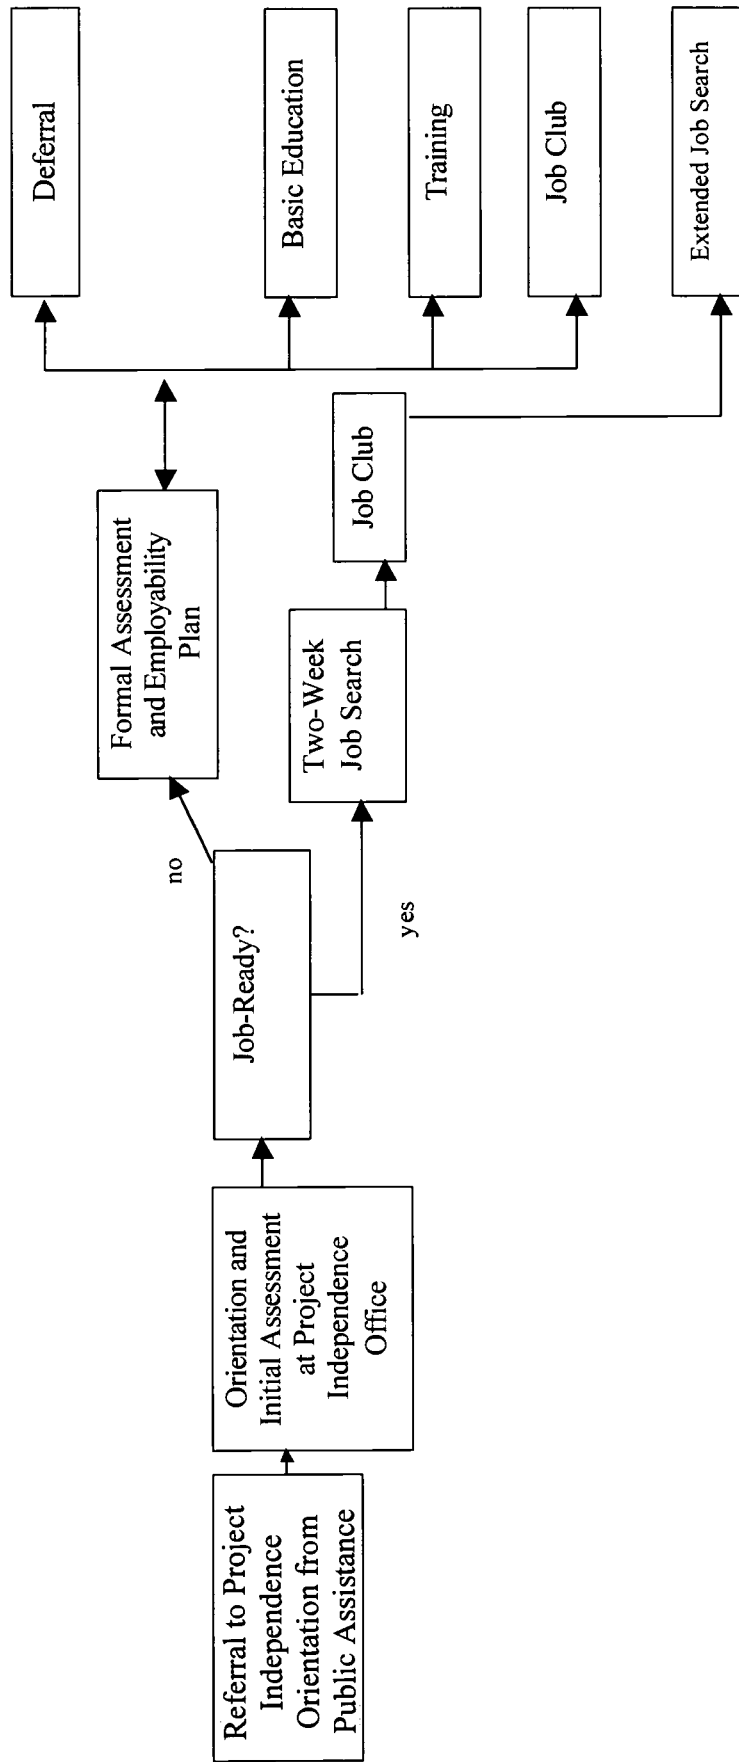 Referral to Project
Independence
Orientation from
Public Assistance
Orientation and
Initial Assessment
at Project
Independence
Office
Job-Ready?
no
yes
Formal Assessment
and Employability
Plan
Two-Week
Job Search
Job Club
Deferral
Basic Education
Training
Job Club
Extended Job Search